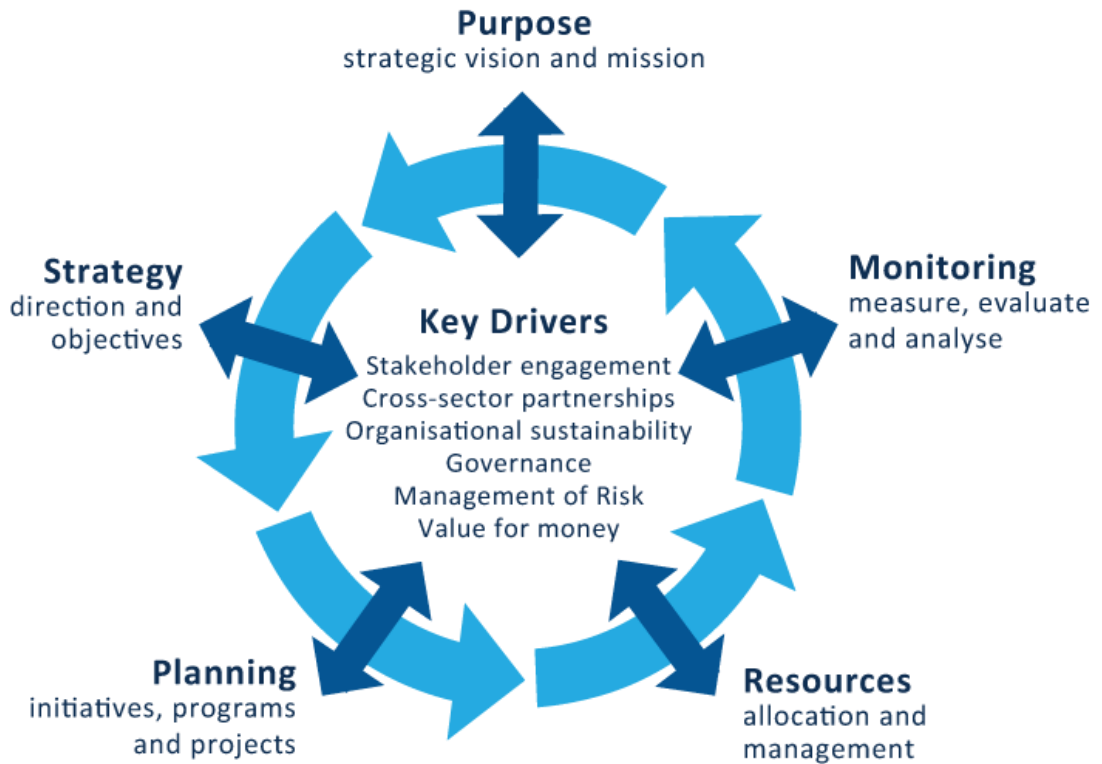 Purpose
strategic vision and mission
Strategy
direction and
objectives
Monitoring
measure, evaluate
and analyse
Key Drivers
Stakeholder engagement
Cross-sector partnerships
Organisational sustainability
Governance
Management of Risk
Value for money
Planning
initiatives, programs
and projects
Resources
allocation and
management